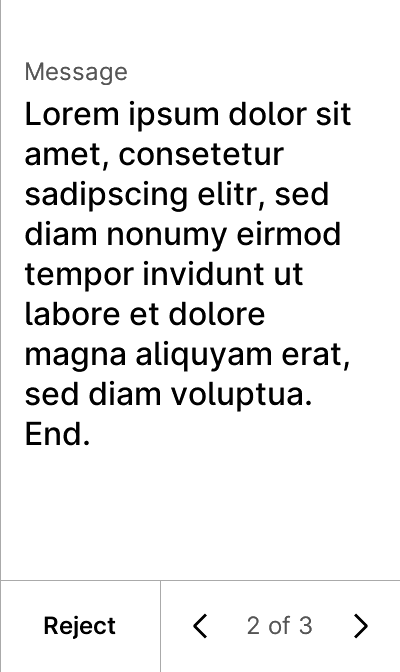 Message
Lorem ipsum dolor sit
amet, consetetur
sadipscing elitr, sed
diam nonumy eirmod
tempor invidunt ut
labore et dolore
magna aliquyam erat,
sed diam voluptua.
End.
Reject
2 of 3